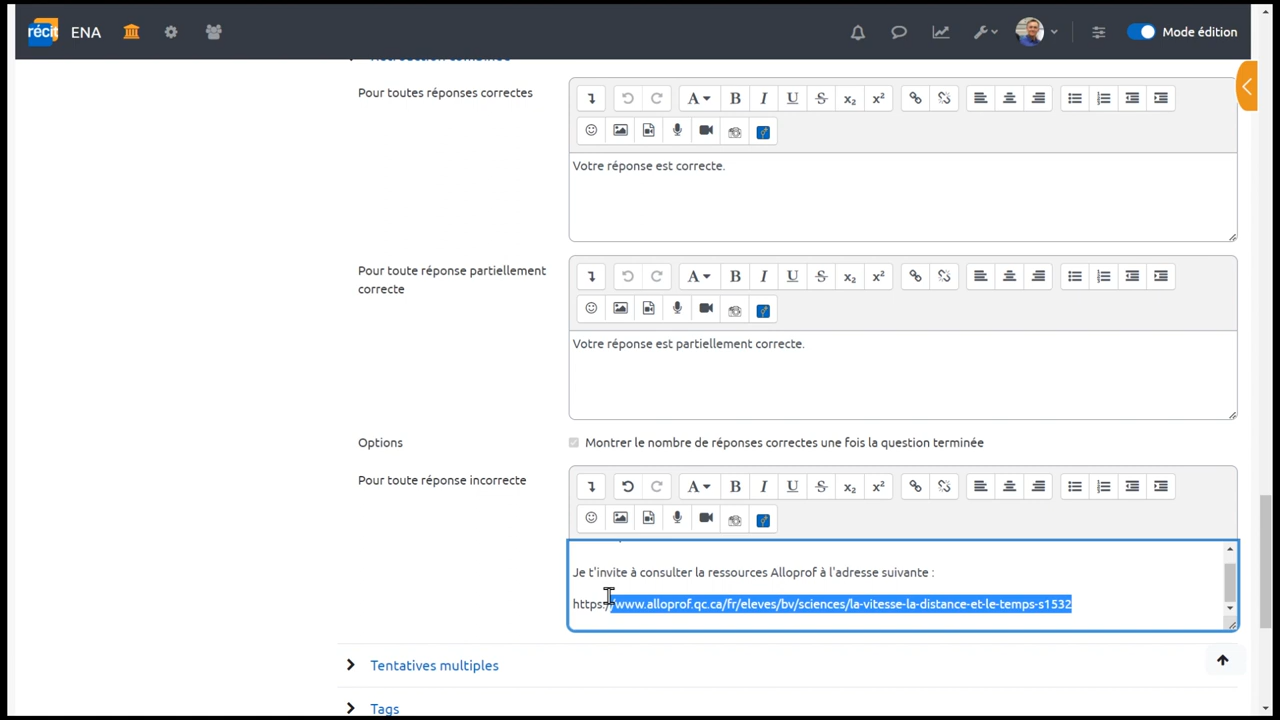 récit ENA Mode édition
Rétroaction combinée
Pour toutes réponses correctes
Votre réponse est correcte.
Pour toute réponse partiellement correcte
Votre réponse est partiellement correcte.
Options
Montrer le nombre de réponses correctes une fois la question terminée
Pour toute réponse incorrecte
Je t'invite à consulter la ressources Alloprof à l'adresse suivante :
https://www.alloprof.qc.ca/fr/eleves/bv/sciences/la-vitesse-la-distance-et-le-temps-s1532
Tentatives multiples
Tags